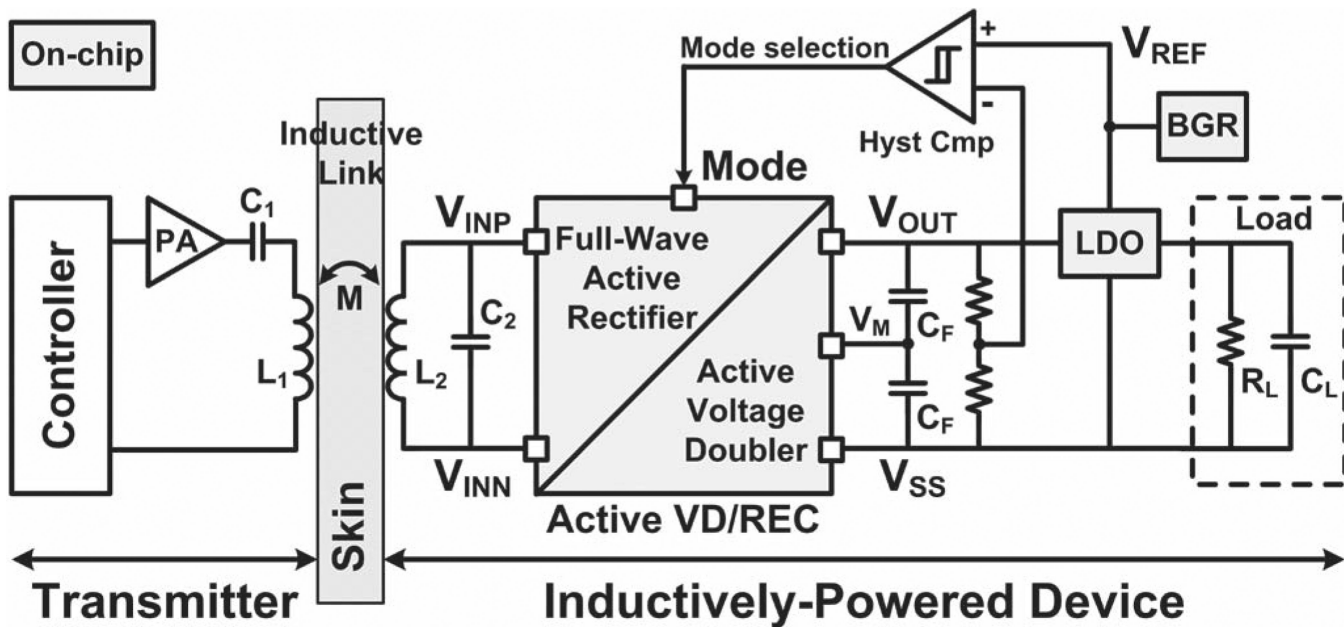 On-chip
Mode selection
+
-
V_REF
BGR
Hyst Cmp
Inductive
Link
Mode
Controller
PA
C_1
L_1
M
Skin
L_2
C_2
V_INP
V_INN
Full-Wave
Active
Rectifier
Active
Voltage
Doubler
Active VD/REC
V_OUT
V_M
C_F
C_F
V_SS
LDO
Load
R_L
C_L
Transmitter
Inductively-Powered Device